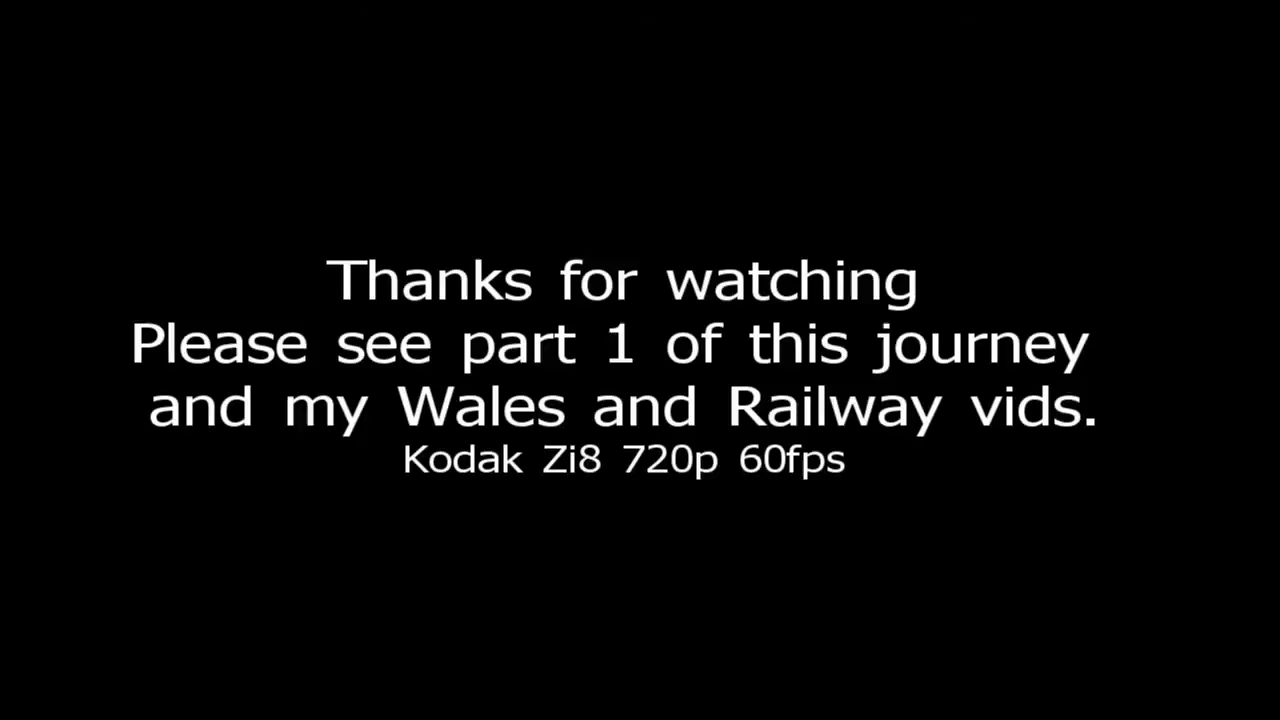 Thanks for watching
Please see part 1 of this journey
and my Wales and Railway vids.
Kodak Zi8 720p 60fps